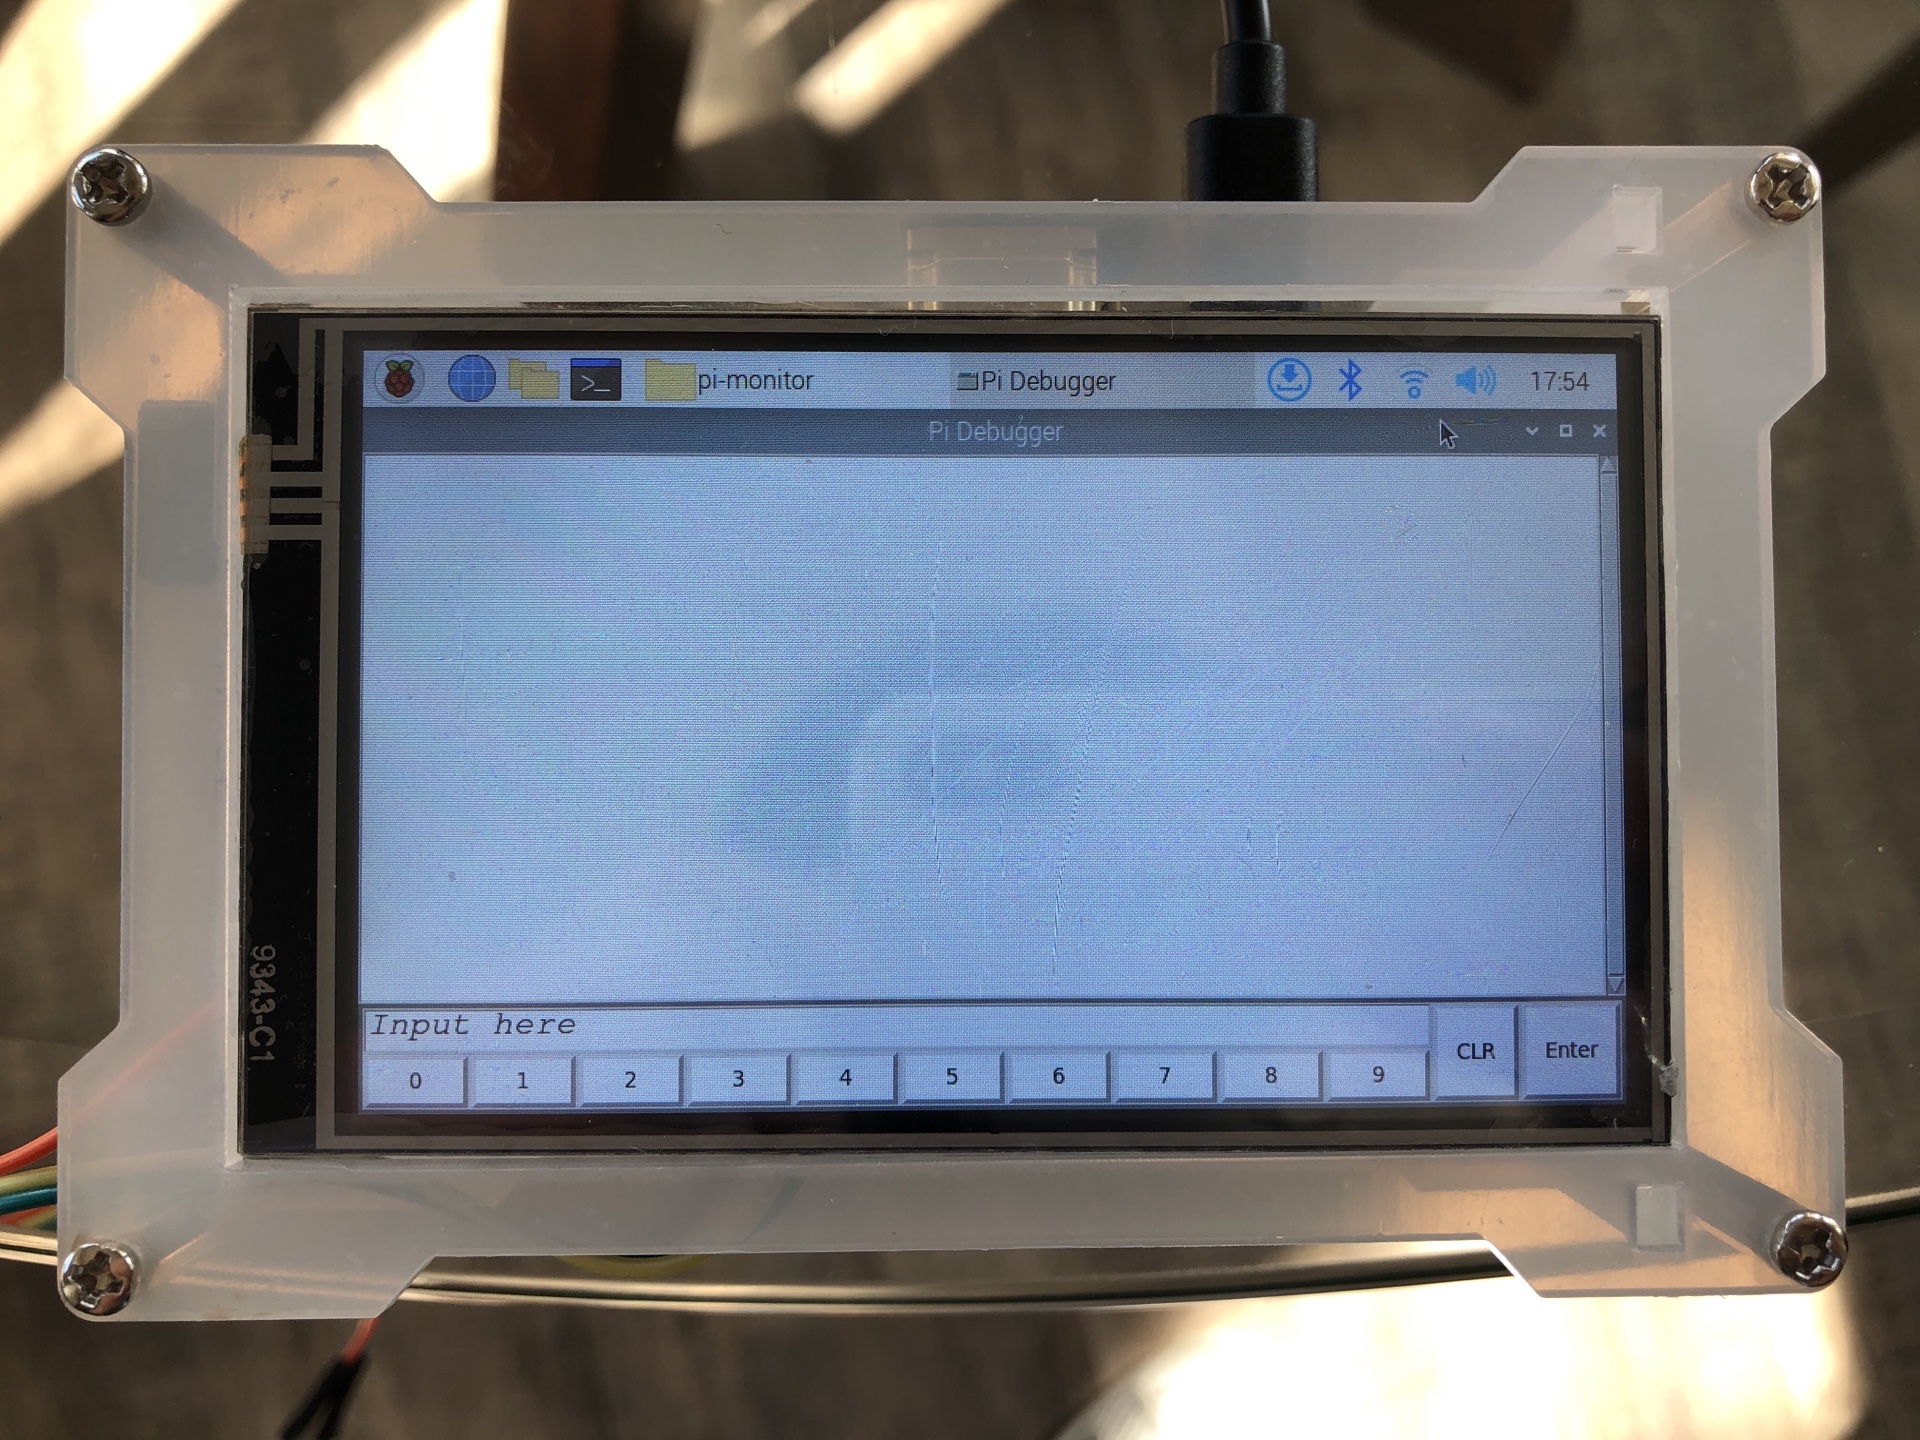 pi-monitor Pi Debugger 17:54
Pi Debugger
Input here
CLR Enter
0 1 2 3 4 5 6 7 8 9
9343-C1